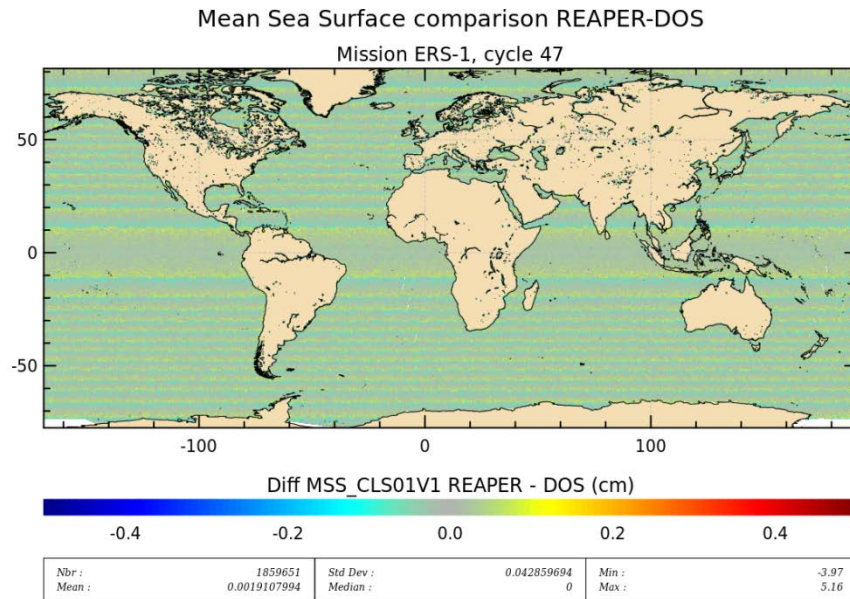 Mean Sea Surface comparison REAPER-DOS
Mission ERS-1, cycle 47
50
0
-50
-100 0 100
Diff MSS_CLS01V1 REAPER - DOS (cm)
-0.4 -0.2 0.0 0.2 0.4
Nbr : 1859651 Std Dev : 0.042859694 Min : -3.97
Mean : 0.0019107994 Median : 0 Max : 5.16